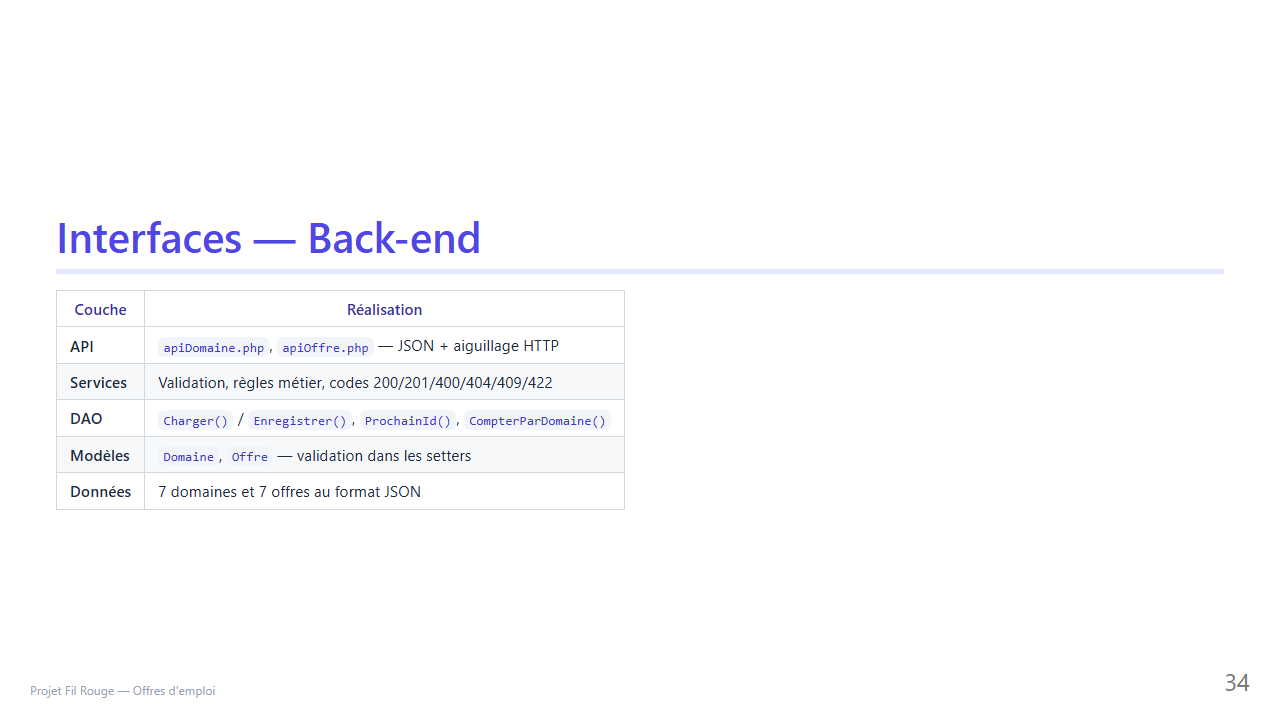 Interfaces — Back-end
Couche Réalisation
API apiDomaine.php, apiOffre.php — JSON + aiguillage HTTP
Services Validation, règles métier, codes 200/201/400/404/409/422
DAO Charger() / Enregistrer(), ProchainId(), CompterParDomaine()
Modèles Domaine, Offre — validation dans les setters
Données 7 domaines et 7 offres au format JSON
Projet Fil Rouge — Offres d'emploi
34